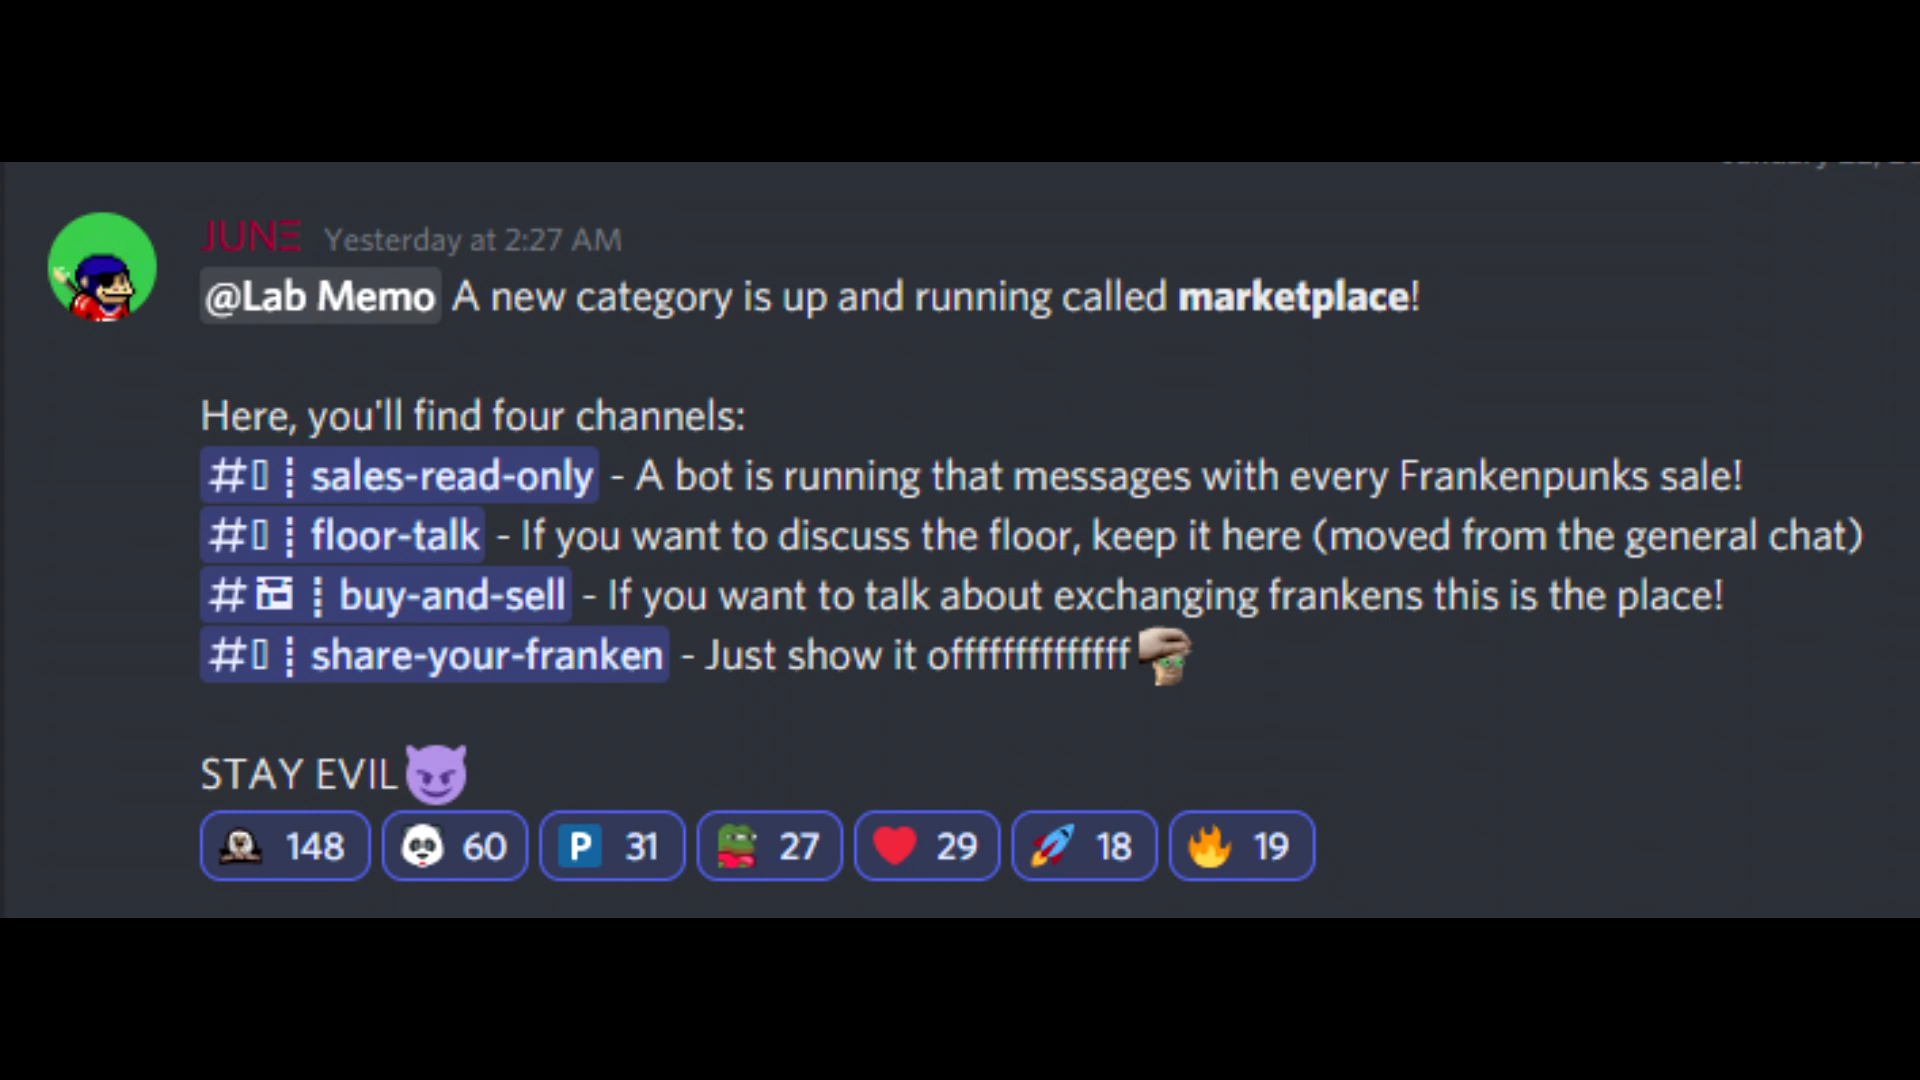 JUNE Yesterday at 2:27 AM
@Lab Memo A new category is up and running called marketplace!
Here, you'll find four channels:
# sales-read-only - A bot is running that messages with every Frankenpunks sale!
# floor-talk - If you want to discuss the floor, keep it here (moved from the general chat)
# buy-and-sell - If you want to talk about exchanging frankens this is the place!
# share-your-franken - Just show it offfffffffffffff
STAY EVIL
148 60 P 31 27 29 18 19